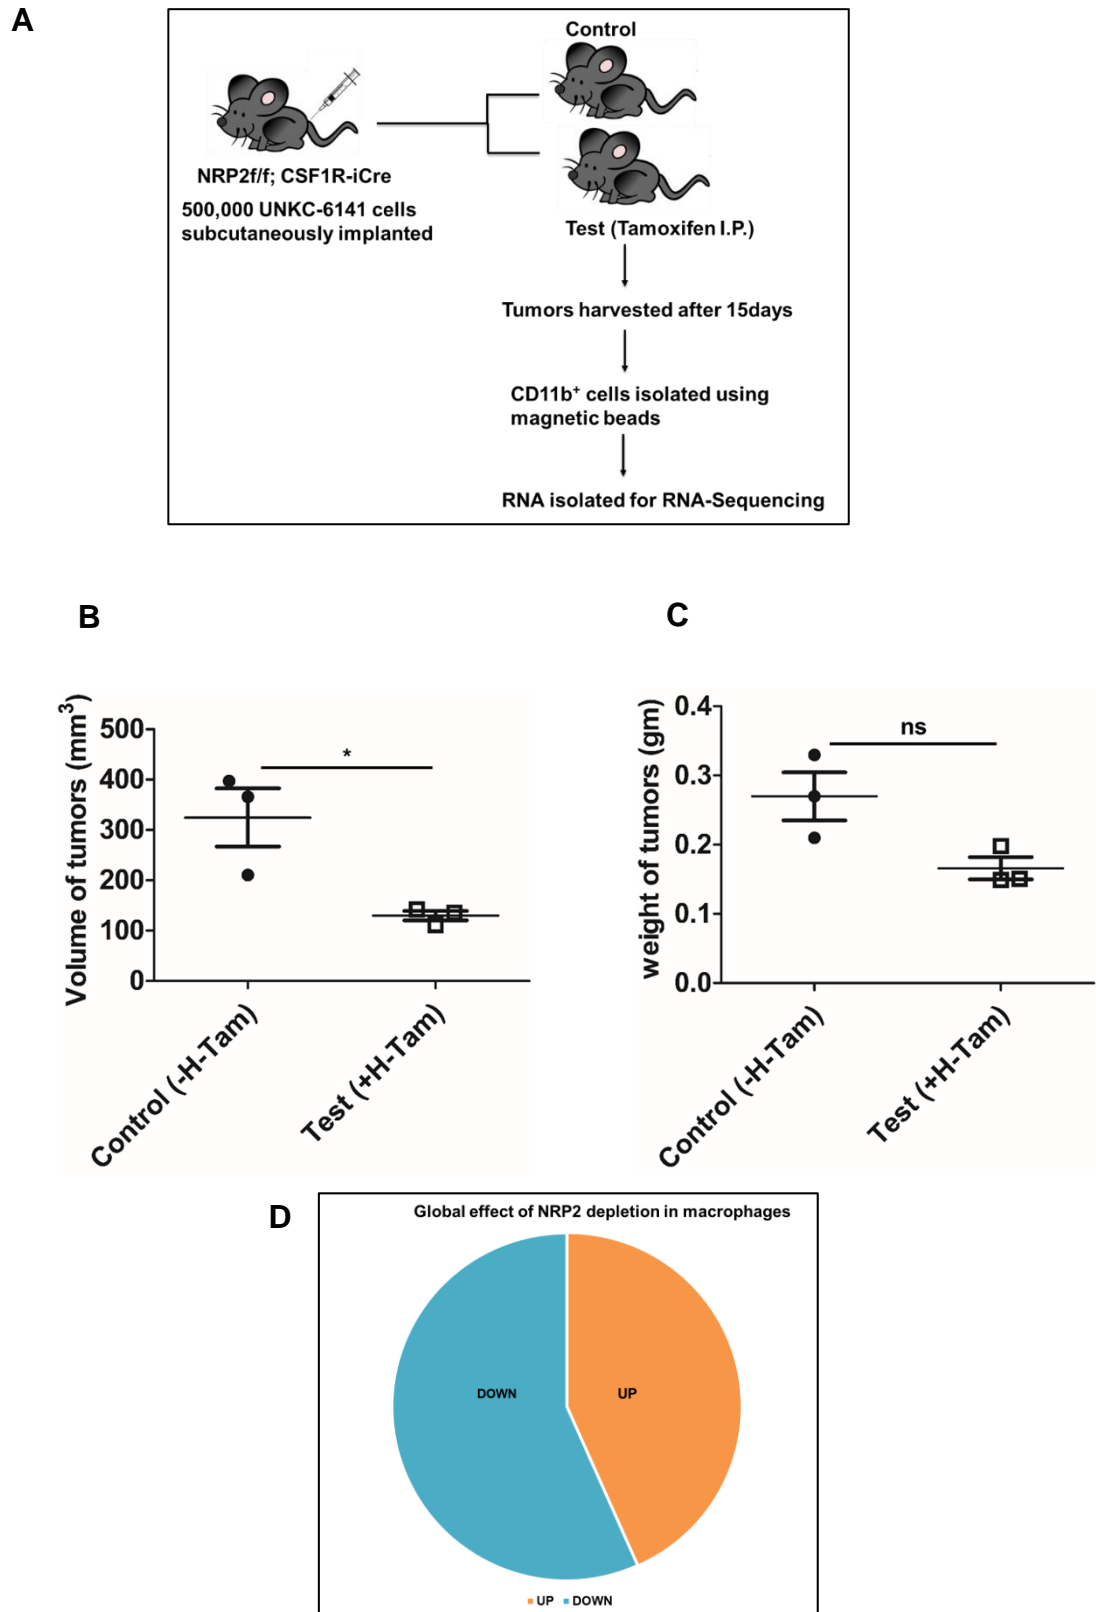 A
Control
NRP2f/f; CSF1R-iCre
500,000 UNKC-6141 cells
subcutaneously implanted
Test (Tamoxifen I.P.)
Tumors harvested after 15days
CD11b⁺ cells isolated using
magnetic beads
RNA isolated for RNA-Sequencing
B
Volume of tumors (mm³)
500
400
300
200
100
0
*
Control (-H-Tam)
Test (+H-Tam)
C
weight of tumors (gm)
0.4
0.3
0.2
0.1
0.0
ns
Control (-H-Tam)
Test (+H-Tam)
D
Global effect of NRP2 depletion in macrophages
DOWN
UP
UP DOWN